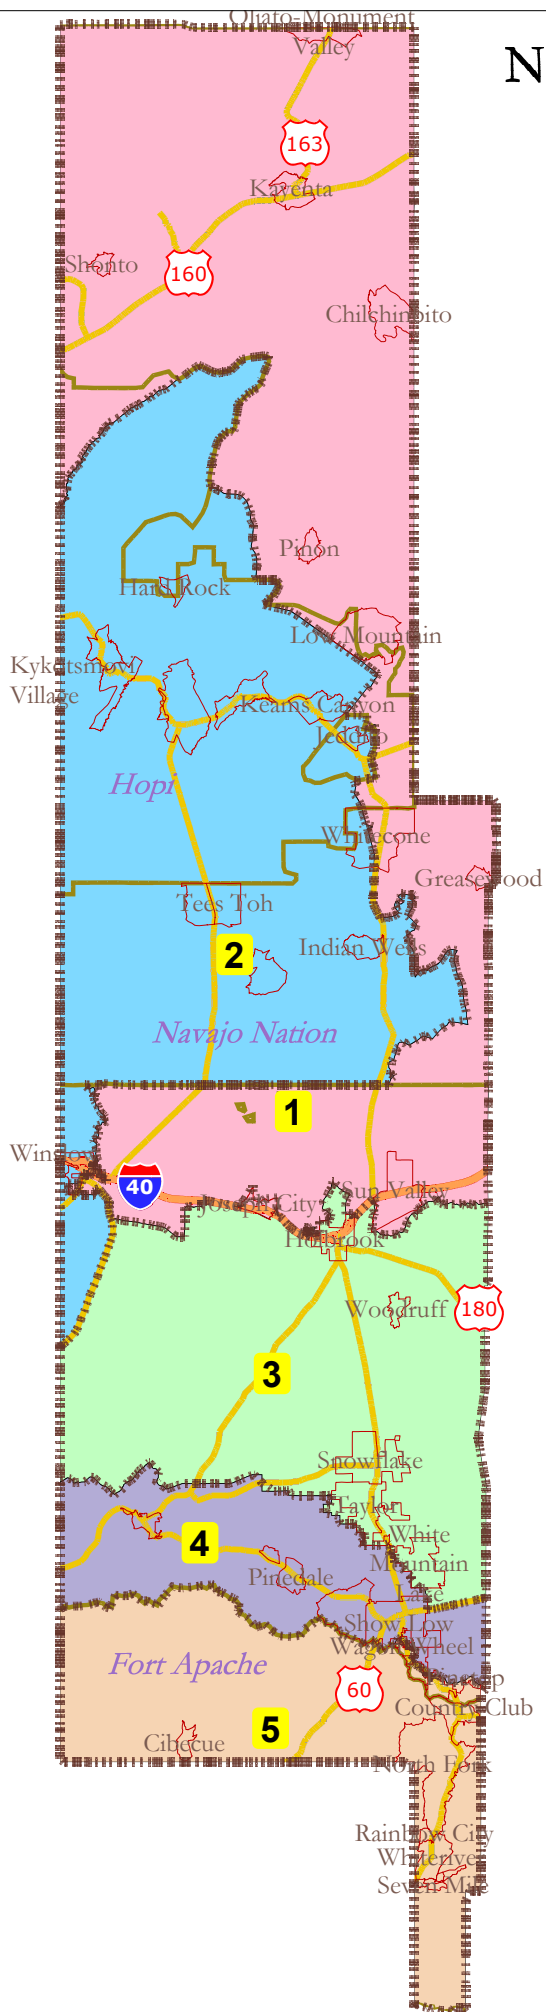 Oljato-Monument
Valley
N
163
Kayenta
Shonto
160
Chilchinbito
Pinon
Hard Rock
Low Mountain
Kykotsmovi
Village
Keams Canyon
Jeddito
Hopi
Whitecone
Greasewood
Tees Toh
2
Indian Wells
Navajo Nation
1
Winslow
40
Joseph City
Sun Valley
Holbrook
Woodruff
180
3
Snowflake
Taylor
4
White
Mountain
Lake
Pinedale
Show Low
Wagon Wheel
Fort Apache
Pinetop
60
Country Club
5
Cibecue
North Fork
Rainbow City
Whiteriver
Seven Mile